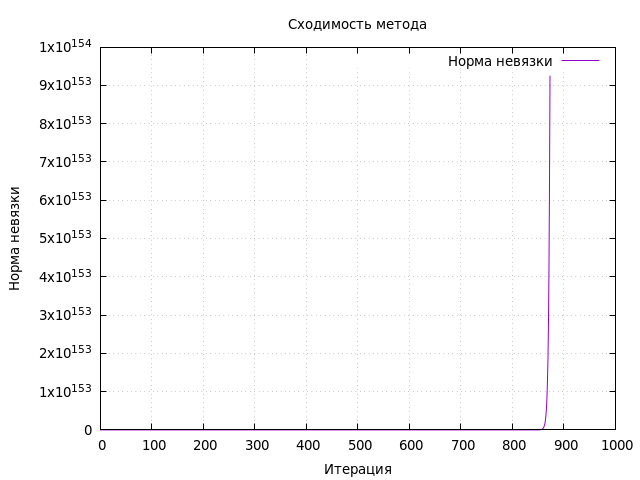 Сходимость метода
Норма невязки
1x10^154
9x10^153
8x10^153
7x10^153
6x10^153
5x10^153
4x10^153
3x10^153
2x10^153
1x10^153
0
Норма невязки
0 100 200 300 400 500 600 700 800 900 1000
Итерация